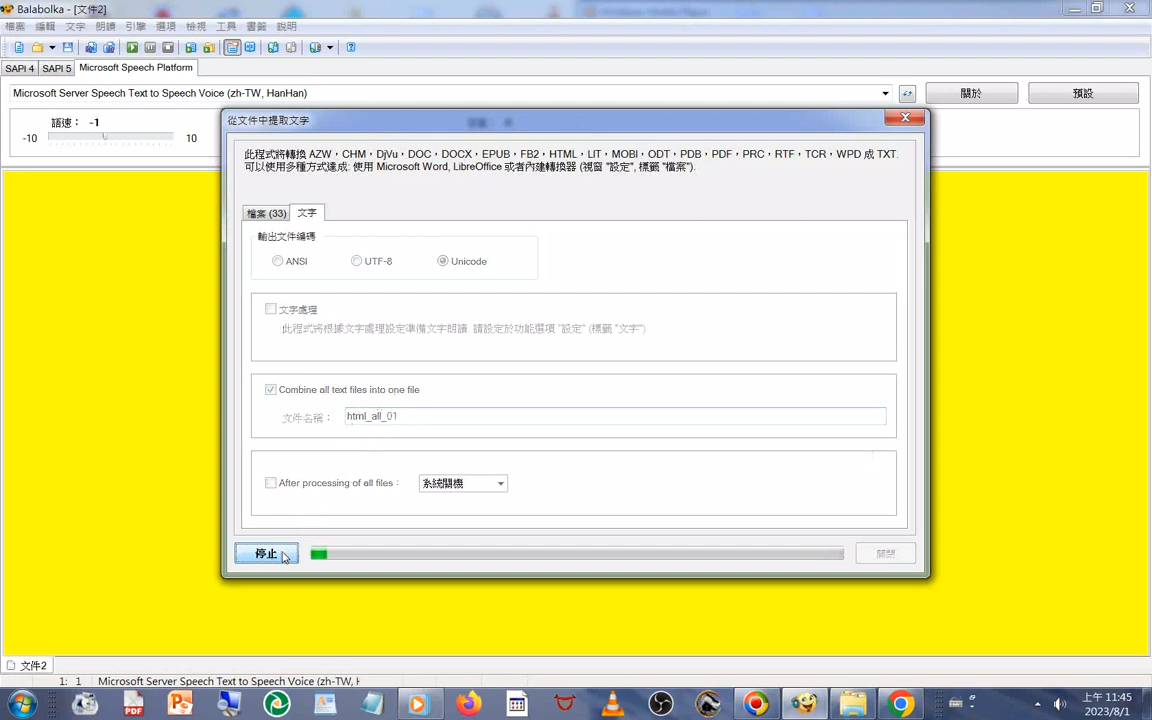 Balabolka - [文件2]
檔案 編輯 文字 朗讀 引擎 選項 檢視 工具 書籤 說明
SAPI 4 SAPI 5 Microsoft Speech Platform
Microsoft Server Speech Text to Speech Voice (zh-TW, HanHan)
關於
預設
語速： -1
-10
10
從文件中提取文字
此程式將轉換 AZW，CHM，DjVu，DOC，DOCX，EPUB，FB2，HTML，LIT，MOBI，ODT，PDB，PDF，PRC，RTF，TCR，WPD 成 TXT.
可以使用多種方式達成: 使用 Microsoft Word, LibreOffice 或者內建轉換器 (視窗 "設定", 標籤 "檔案").
檔案 (33) 文字
輸出文件編碼
ANSI UTF-8 Unicode
文字處理
此程式將根據文字處理設定準備文字朗讀. 請設定於功能選項 "設定" (標籤 "文字")
Combine all text files into one file
文件名稱： html_all_01
After processing of all files： 系統關機
停止
關閉
文件2
1: 1 Microsoft Server Speech Text to Speech Voice (zh-TW, H
PDF
上午 11:45
2023/8/1